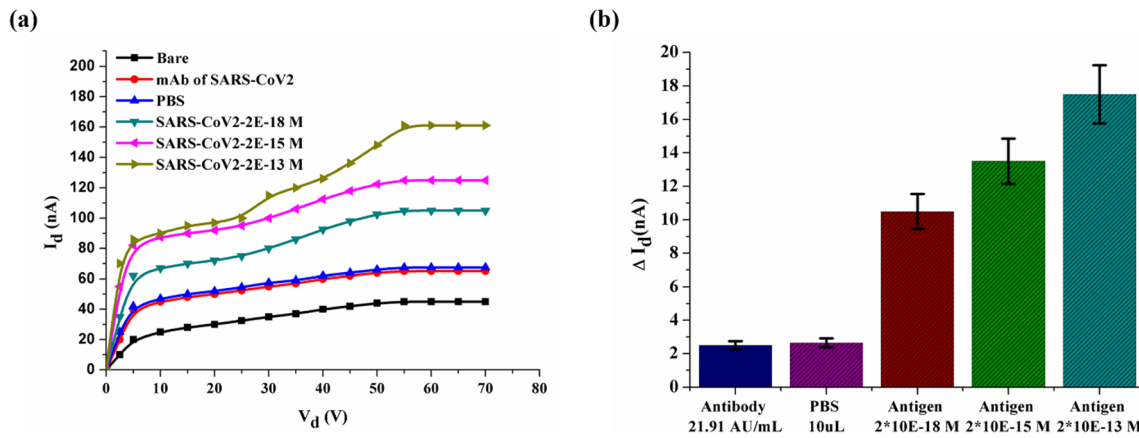 (a)
(b)
Bare
mAb of SARS-CoV2
PBS
SARS-CoV2-2E-18 M
SARS-CoV2-2E-15 M
SARS-CoV2-2E-13 M
200
180
160
140
120
100
80
60
40
20
0
I_d (nA)
0 10 20 30 40 50 60 70 80
V_d (V)
20
18
16
14
12
10
8
6
4
2
0
Δ I_d(nA)
Antibody PBS Antigen Antigen Antigen
21.91 AU/mL 10uL 2*10E-18 M 2*10E-15 M 2*10E-13 M